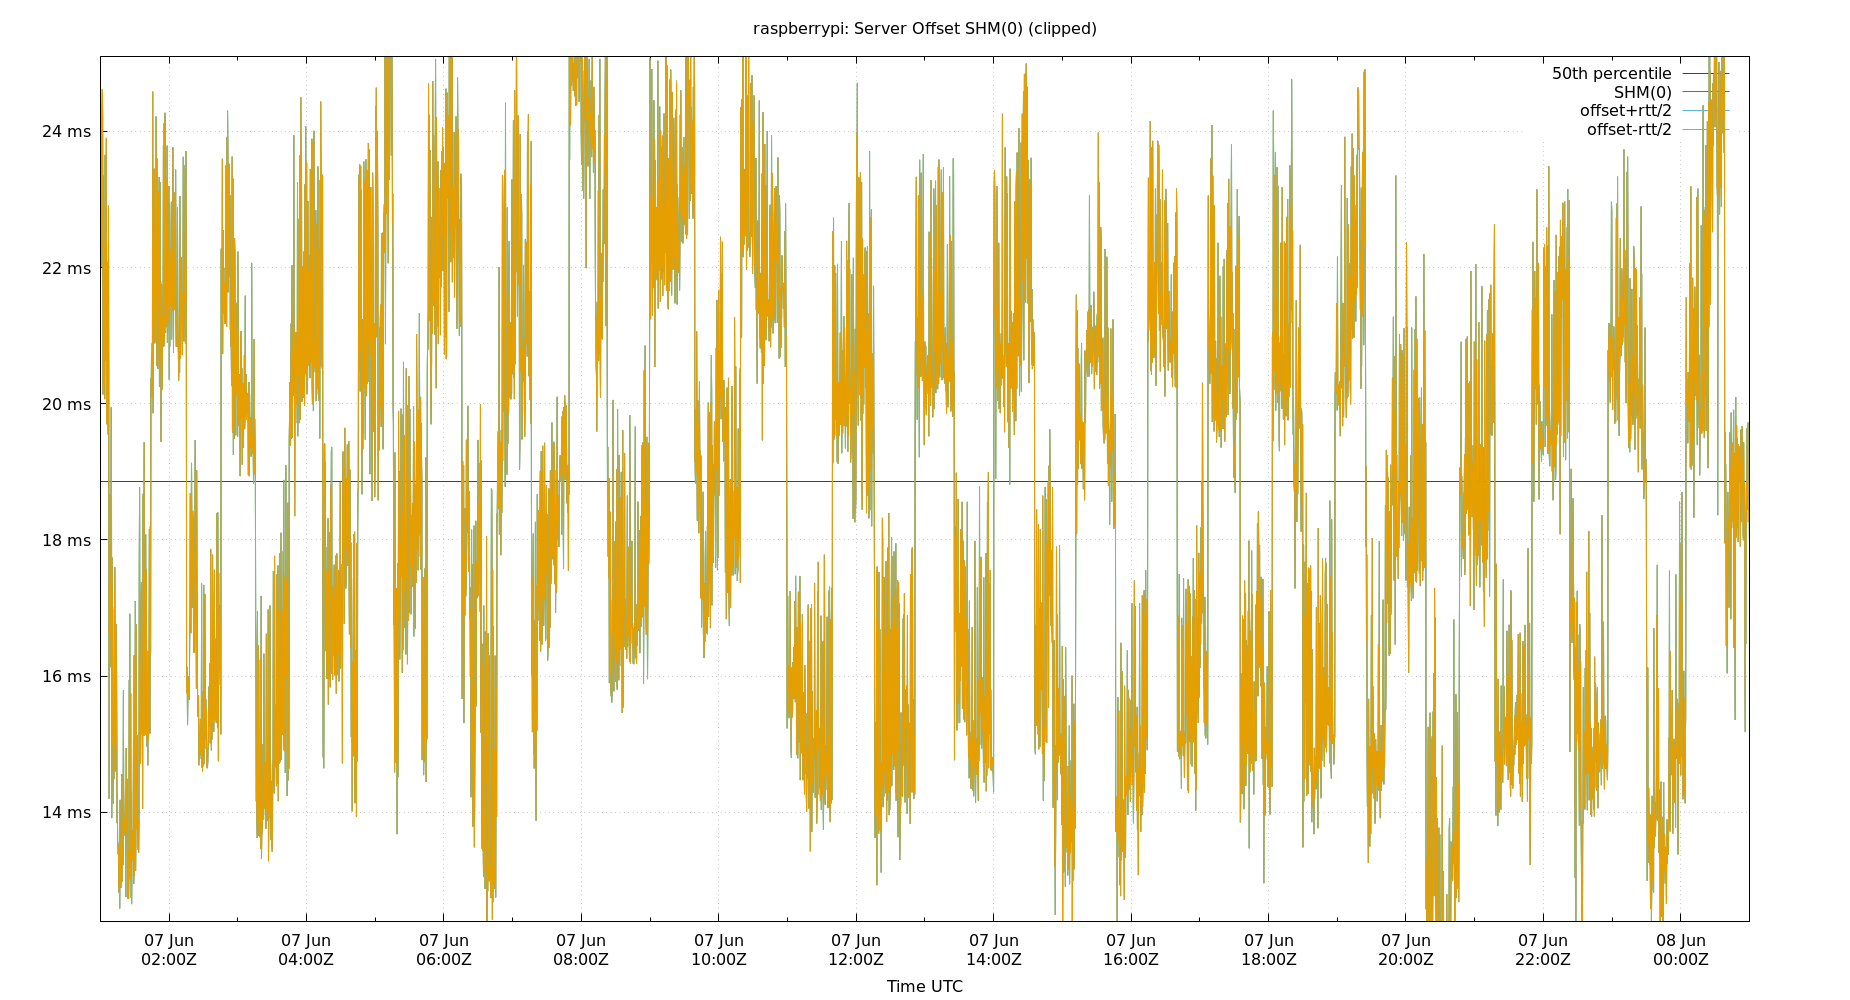 raspberrypi: Server Offset SHM(0) (clipped)
50th percentile
SHM(0)
offset+rtt/2
offset-rtt/2
24 ms
22 ms
20 ms
18 ms
16 ms
14 ms
07 Jun 07 Jun 07 Jun 07 Jun 07 Jun 07 Jun 07 Jun 07 Jun 07 Jun 07 Jun 07 Jun 08 Jun
02:00Z 04:00Z 06:00Z 08:00Z 10:00Z 12:00Z 14:00Z 16:00Z 18:00Z 20:00Z 22:00Z 00:00Z
Time UTC